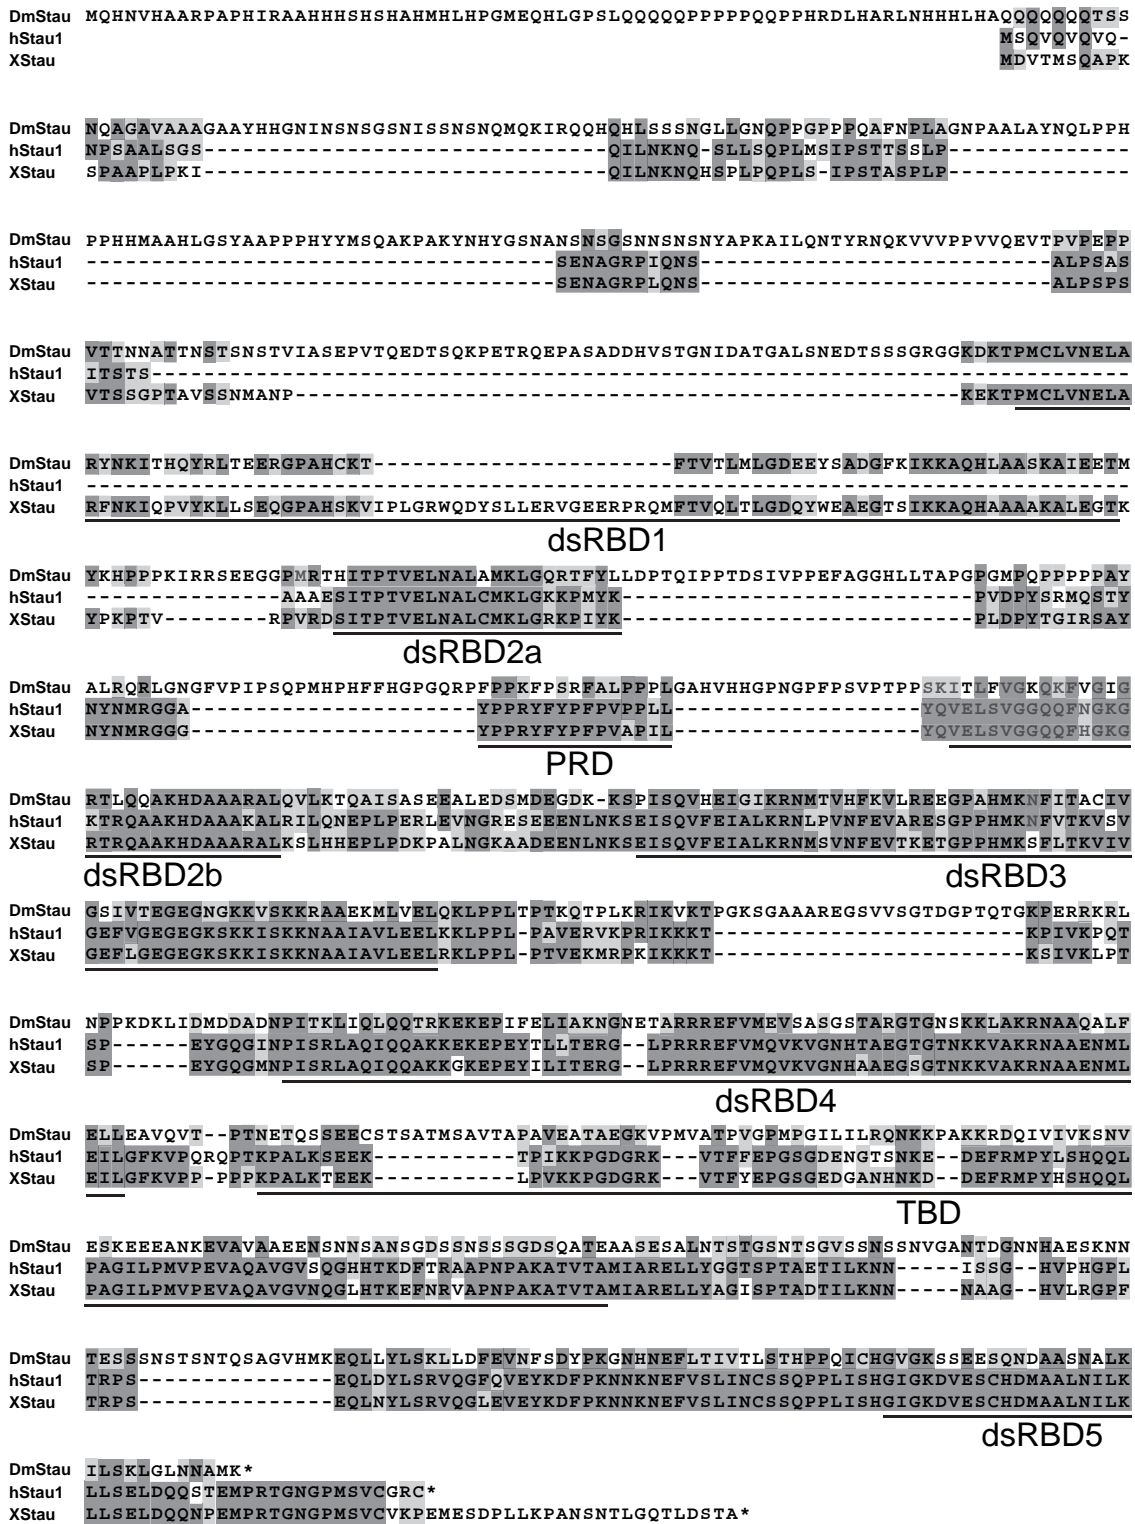 DmStau MQHNVHAARPAPHIRAAHHHSHSHAHMHLHPGMEQHLGPSLQQQQQPPPPPQQPPHRDLHARLNHHHLHAQQQQQQQTSS
hStau1 MSQVQVQVQ-
XStau MDVTMSQAPK
DmStau NQAGAVAAAGAAYHHGNINSNSGSNISSNSNQMQKIRQQHQHLSSSNGLLGNQPPGPPPQAFNPLAGNPAALAYNQLPPH
hStau1 NPSAALSGS-------------------------------QILNKNQ-SLLSQPLMSIPSTTSSLP--------------
XStau SPAAPLPKI-------------------------------QILNKNQHSPLPQPLS-IPSTASPLP--------------
DmStau PPHHMAAHLGSYAAPPPHYYMSQAKPAKYNHYGSNANSNSGSNNSNSNYAPKAILQNTYRNQKVVVPPVVQEVTPVPEPP
hStau1 ------------------------------------SENAGRPIQNS---------------------------ALPSAS
XStau ------------------------------------SENAGRPLQNS---------------------------ALPSPS
DmStau VTTNNATTNSTSNSTVIASEPVTQEDTSQKPETRQEPASADDHVSTGNIDATGALSNEDTSSSGRGGKDKTPMCLVNELA
hStau1 ITSTS---------------------------------------------------------------------------
XStau VTSSGPTAVSSNMANP---------------------------------------------------KEKTPMCLVNELA
DmStau RYNKITHQYRLTEERGPAHCKT-----------------------FTVTLMLGDEEYSADGFKIKKAQHLAASKAIEETM
hStau1 --------------------------------------------------------------------------------
XStau RFNKIQPVYKLLSEQGPAHSKVIPLGRWQDYSLLERVGEERPRQMFTVQLTLGDQYWEAEGTSIKKAQHAAAAKALEGTK
dsRBD1
DmStau YKHPPPKIRRSEEGGPMRTHITPTVELNALAMKLGQRTFYLLDPTQIPPTDSIVPPEFAGGHLLTAPGPGMPQPPPPPAY
hStau1 ---------------AAAESITPTVELNALCMKLGKKPMYK---------------------------PVDPYSRMQSTY
XStau YPKPTV--------RPVRDSITPTVELNALCMKLGRKPIYK---------------------------PLDPYTGIRSAY
dsRBD2a
DmStau ALRQRLGNGFVPIPSQPMHPHFFHGPGQRPFPPKFPSRFALPPPLGAHVHHGPNGPFPSVPTPPSKITLFVGKQKFVGIG
hStau1 NYNMRGGA----------------------YPPRYFYPFPVPPLL-------------------YQVELSVGGQQFNGKG
XStau NYNMRGGG----------------------YPPRYFYPFPVAPIL-------------------YQVELSVGGQQFHGKG
PRD
DmStau RTLQQAKHDAAARALQVLKTQAISASEEALEDSMDEGDK-KSPISQVHEIGIKRNMTVHFKVLREEGPAHMKNFITACIV
hStau1 KTRQAAKHDAAAKALRILQNEPLPERLEVNGRESEEENLNKSEISQVFEIALKRNLPVNFEVARESGPPHMKNFVTKVSV
XStau RTRQAAKHDAAARALKSLHHEPLPDKPALNGKAADEENLNKSEISQVFEIALKRNMSVNFEVTKETGPPHMKSFLTKVIV
dsRBD2b dsRBD3
DmStau GSIVTEGEGNGKKVSKKRAAEKMLVELQKLPPLTPTKQTPLKRIKVKTPGKSGAAAREGSVVSGTDGPTQTGKPERRKRL
hStau1 GEFVGEGEGKSKKISKKNAAIAVLEELKKLPPL-PAVERVKPRIKKKT------------------------KPIVKPQT
XStau GEFLGEGEGKSKKISKKNAAIAVLEELRKLPPL-PTVEKMRPKIKKKT------------------------KSIVKLPT
DmStau NPPKDKLIDMDDADNPITKLIQLQQTRKEKEPIFELIAKNGNETARRREFVMEVSASGSTARGTGNSKKLAKRNAAQALF
hStau1 SP------EYGQGINPISRLAQIQQAKKEKEPEYTLLTERG--LPRRREFVMQVKVGNHTAEGTGTNKKVAKRNAAENML
XStau SP------EYGQGMNPISRLAQIQQAKKGKEPEYILITERG--LPRRREFVMQVKVGNHAAEGSGTNKKVAKRNAAENML
dsRBD4
DmStau ELLEAVQVT--PTNETQSSEECSTSATMSAVTAPAVEATAEGKVPMVATPVGPMPGILILRQNKKPAKKRDQIVIVKSNV
hStau1 EILGFKVPQRQPTKPALKSEEK-----------TPIKKPGDGRK---VTFFEPGSGDENGTSNKE--DEFRMPYLSHQQL
XStau EILGFKVPP-PPPKPALKTEEK-----------LPVKKPGDGRK---VTFYEPGSGEDGANHNKD--DEFRMPYHSHQQL
TBD
DmStau ESKEEEANKEVAVAAEENSNNSANSGDSSNSSSGDSQATEAASESALNTSTGSNTSGVSSNSSNVGANTDGNNHAESKNN
hStau1 PAGILPMVPEVAQAVGVSQGHHTKDFTRAAPNPAKATVTAMIARELLYGGTSPTAETILKNN-----ISSG--HVPHGPL
XStau PAGILPMVPEVAQAVGVNQGLHTKEFNRVAPNPAKATVTAMIARELLYAGISPTADTILKNN-----NAAG--HVLRGPF
DmStau TESSSNSTSNTQSAGVHMKEQLLYLSKLLDFEVNFSDYPKGNHNEFLTIVTLSTHPPQICHGVGKSSEESQNDAASNALK
hStau1 TRPS---------------EQLDYLSRVQGFQVEYKDFPKNNKNEFVSLINCSSQPPLISHGIGKDVESCHDMAALNILK
XStau TRPS---------------EQLNYLSRVQGLEVEYKDFPKNNKNEFVSLINCSSQPPLISHGIGKDVESCHDMAALNILK
dsRBD5
DmStau ILSKLGLNNAMK*
hStau1 LLSELDQQSTEMPRTGNGPMSVCGRC*
XStau LLSELDQQNPEMPRTGNGPMSVCVKPEMESDPLLKPANSNTLGQTLDSTA*